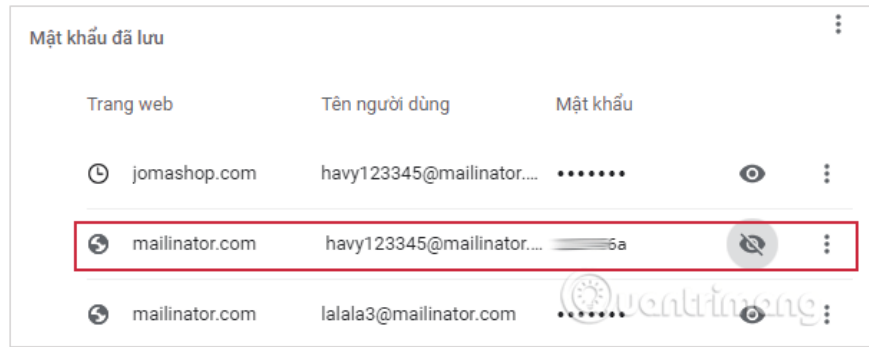 Mật khẩu đã lưu
Trang web Tên người dùng Mật khẩu
jomashop.com havy123345@mailinator.... •••••••
mailinator.com havy123345@mailinator.... 6a
mailinator.com lalala3@mailinator.com •••••••
Quantrimang